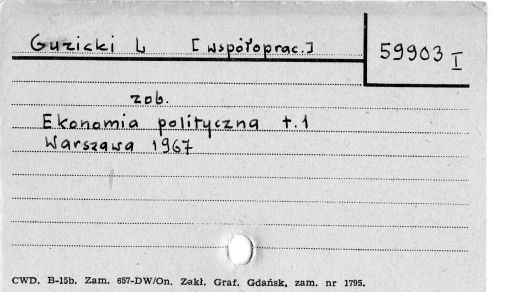 Guzicki L [współoprac.]
59903 I
zob.
Ekonomia polityczna t.1
Warszawa 1967
CWD. B-15b. Zam. 657-DW/On. Zakł. Graf. Gdańsk, zam. nr 1795.